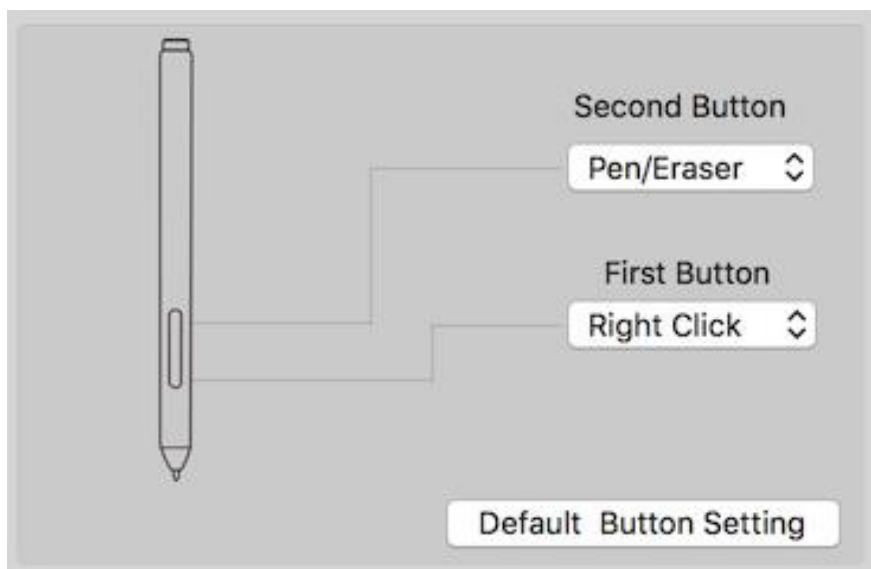 Second Button
Pen/Eraser
First Button
Right Click
Default Button Setting